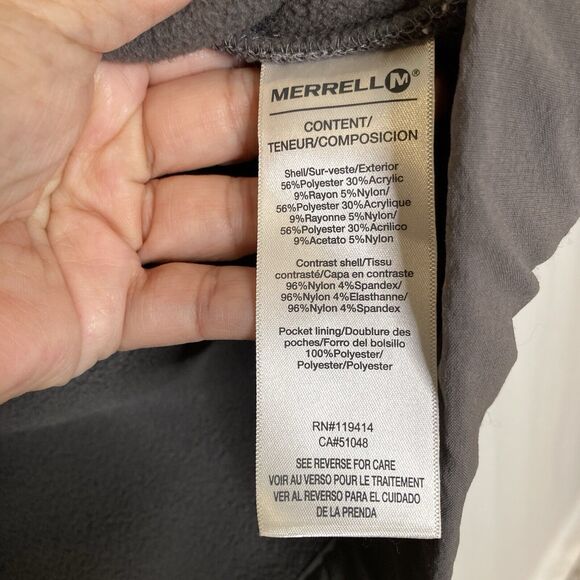 MERRELL M®
CONTENT/
TENEUR/COMPOSICION
Shell/Sur-veste/Exterior
56%Polyester 30%Acrylic
9%Rayon 5%Nylon/
56%Polyester 30%Acrylique
9%Rayonne 5%Nylon/
56%Polyester 30%Acrilico
9%Acetato 5%Nylon
Contrast shell/Tissu
contrasté/Capa en contraste
96%Nylon 4%Spandex/
96%Nylon 4%Elasthanne/
96%Nylon 4%Spandex
Pocket lining/Doublure des
poches/Forro del bolsillo
100%Polyester/
Polyester/Polyester
RN#119414
CA#51048
SEE REVERSE FOR CARE
VOIR AU VERSO POUR LE TRAITEMENT
VER AL REVERSO PARA EL CUIDADO
DE LA PRENDA